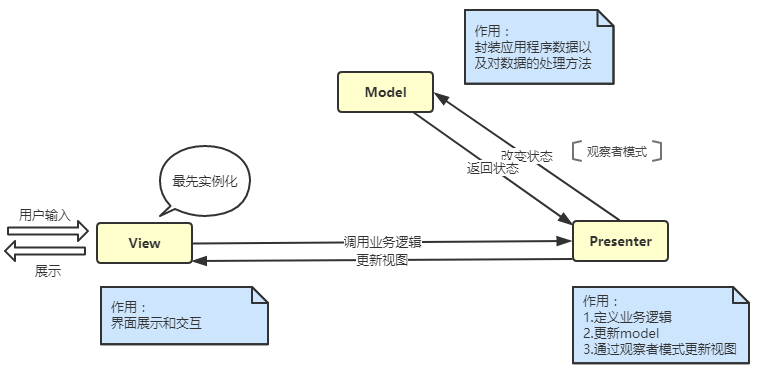 作用：
封装应用程序数据以
及对数据的处理方法
Model
改变状态
返回状态
观察者模式
最先实例化
用户输入
展示
View
调用业务逻辑
更新视图
Presenter
作用：
界面展示和交互
作用：
1.定义业务逻辑
2.更新model
3.通过观察者模式更新视图